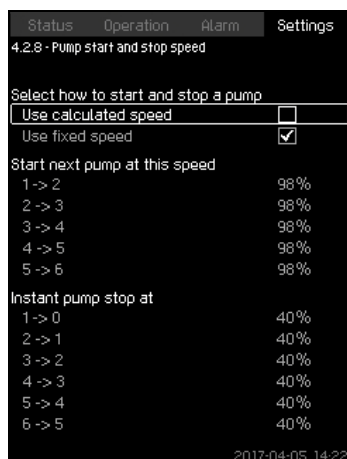 Status Operation Alarm Settings
4.2.8 - Pump start and stop speed
Select how to start and stop a pump
Use calculated speed
Use fixed speed
Start next pump at this speed
1 -> 2 98%
2 -> 3 98%
3 -> 4 98%
4 -> 5 98%
5 -> 6 98%
Instant pump stop at
1 -> 0 40%
2 -> 1 40%
3 -> 2 40%
4 -> 3 40%
5 -> 4 40%
6 -> 5 40%
2017-04-05 14:22